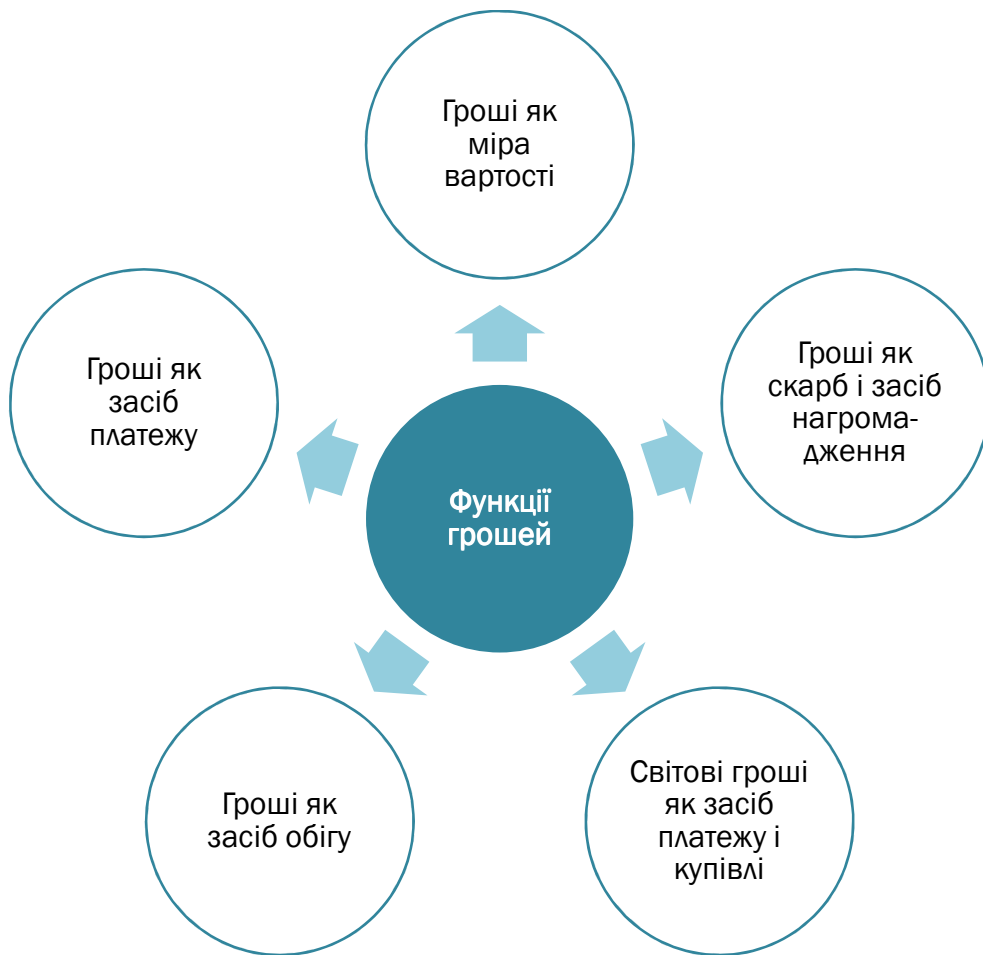 Гроші як
міра
вартості
Гроші як
скарб і засіб
нагрома-
дження
Світові гроші
як засіб
платежу і
купівлі
Гроші як
засіб обігу
Гроші як
засіб
платежу
Функції
грошей